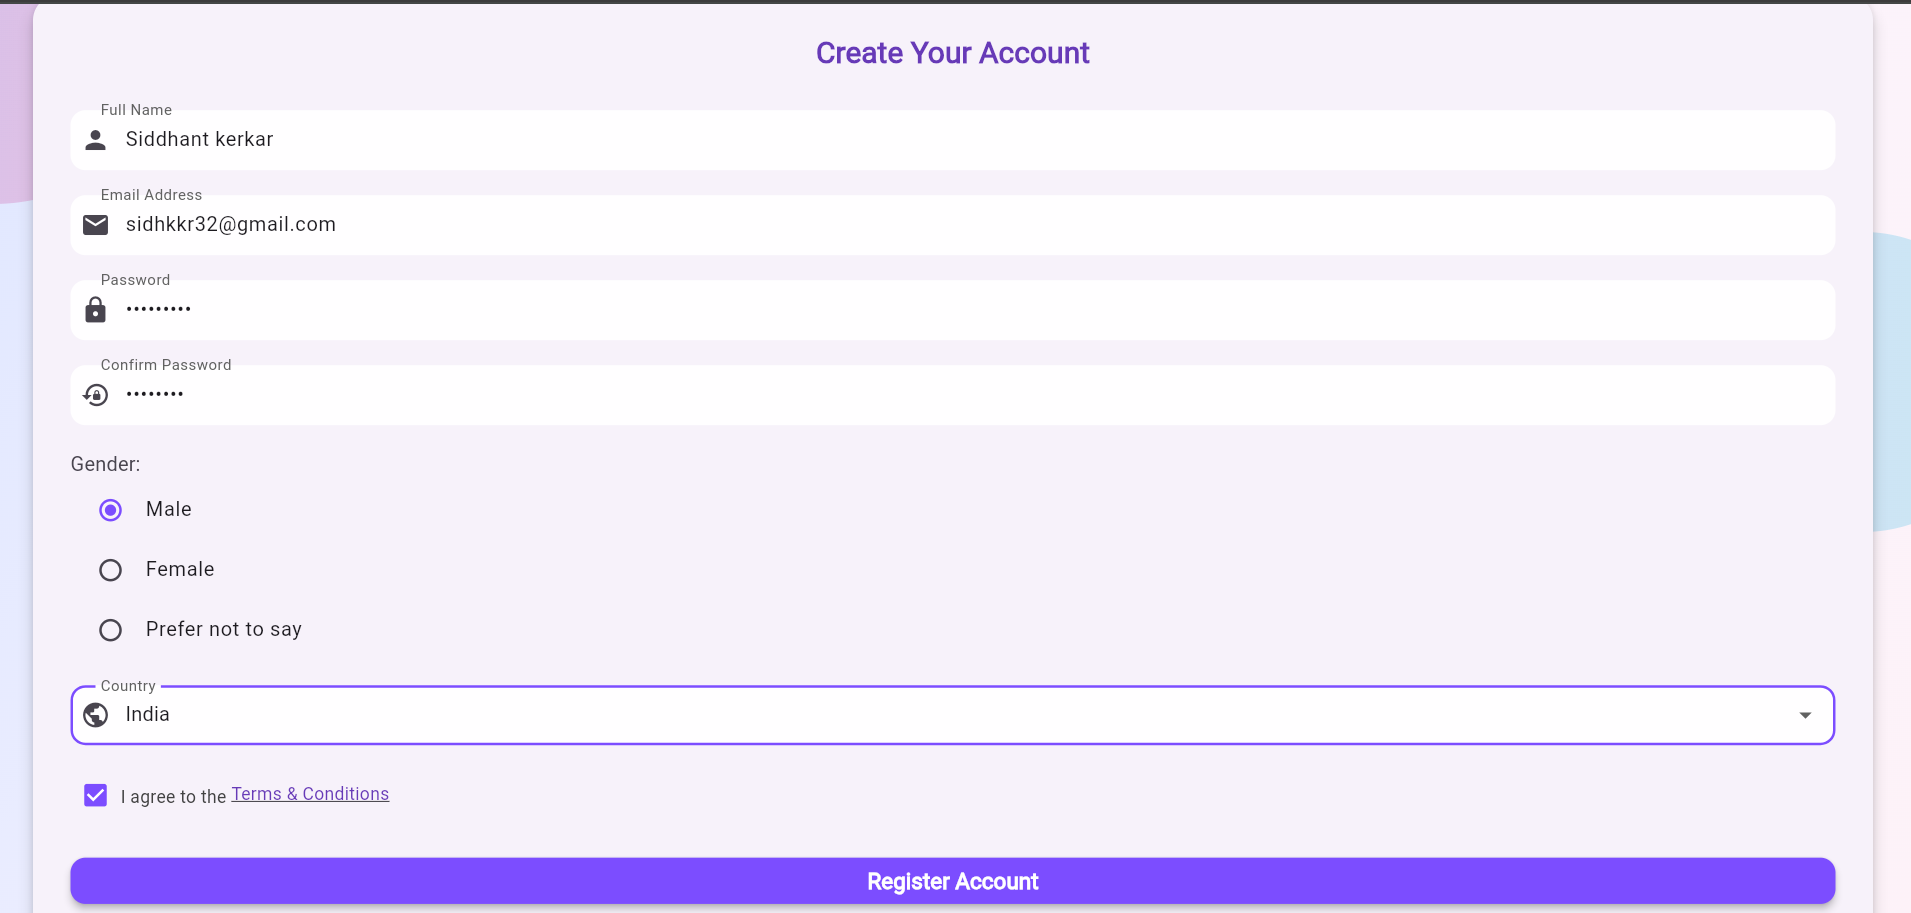 Create Your Account
Full Name
Siddhant kerkar
Email Address
sidhkkr32@gmail.com
Password
•••••••••
Confirm Password
••••••••
Gender:
Male
Female
Prefer not to say
Country
India
I agree to the Terms & Conditions
Register Account